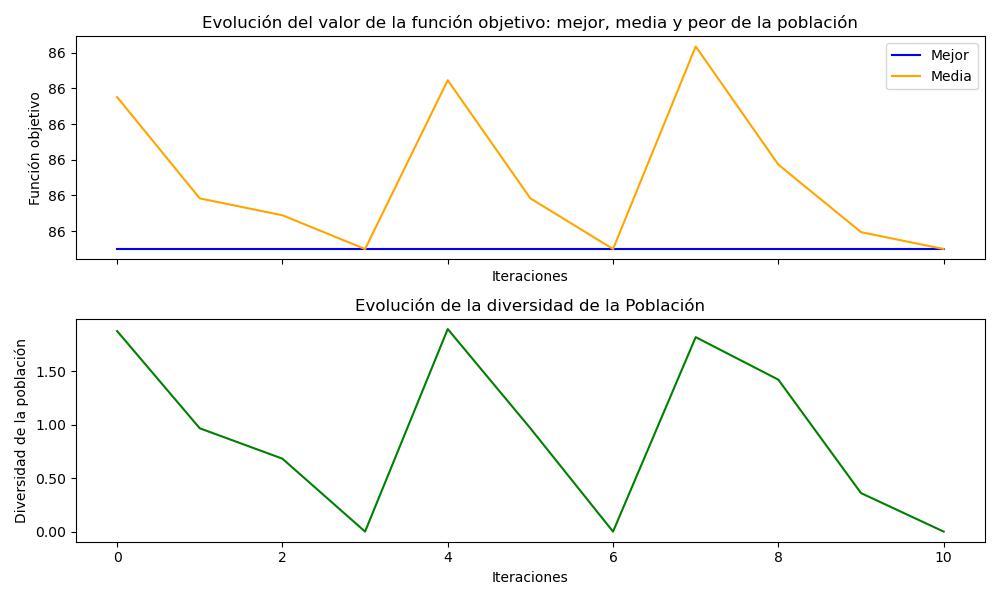 Evolución del valor de la función objetivo: mejor, media y peor de la población
Función objetivo
86
86
86
86
86
86
Mejor
Media
Iteraciones
Evolución de la diversidad de la Población
Diversidad de la población
1.50
1.00
0.50
0.00
0 2 4 6 8 10
Iteraciones